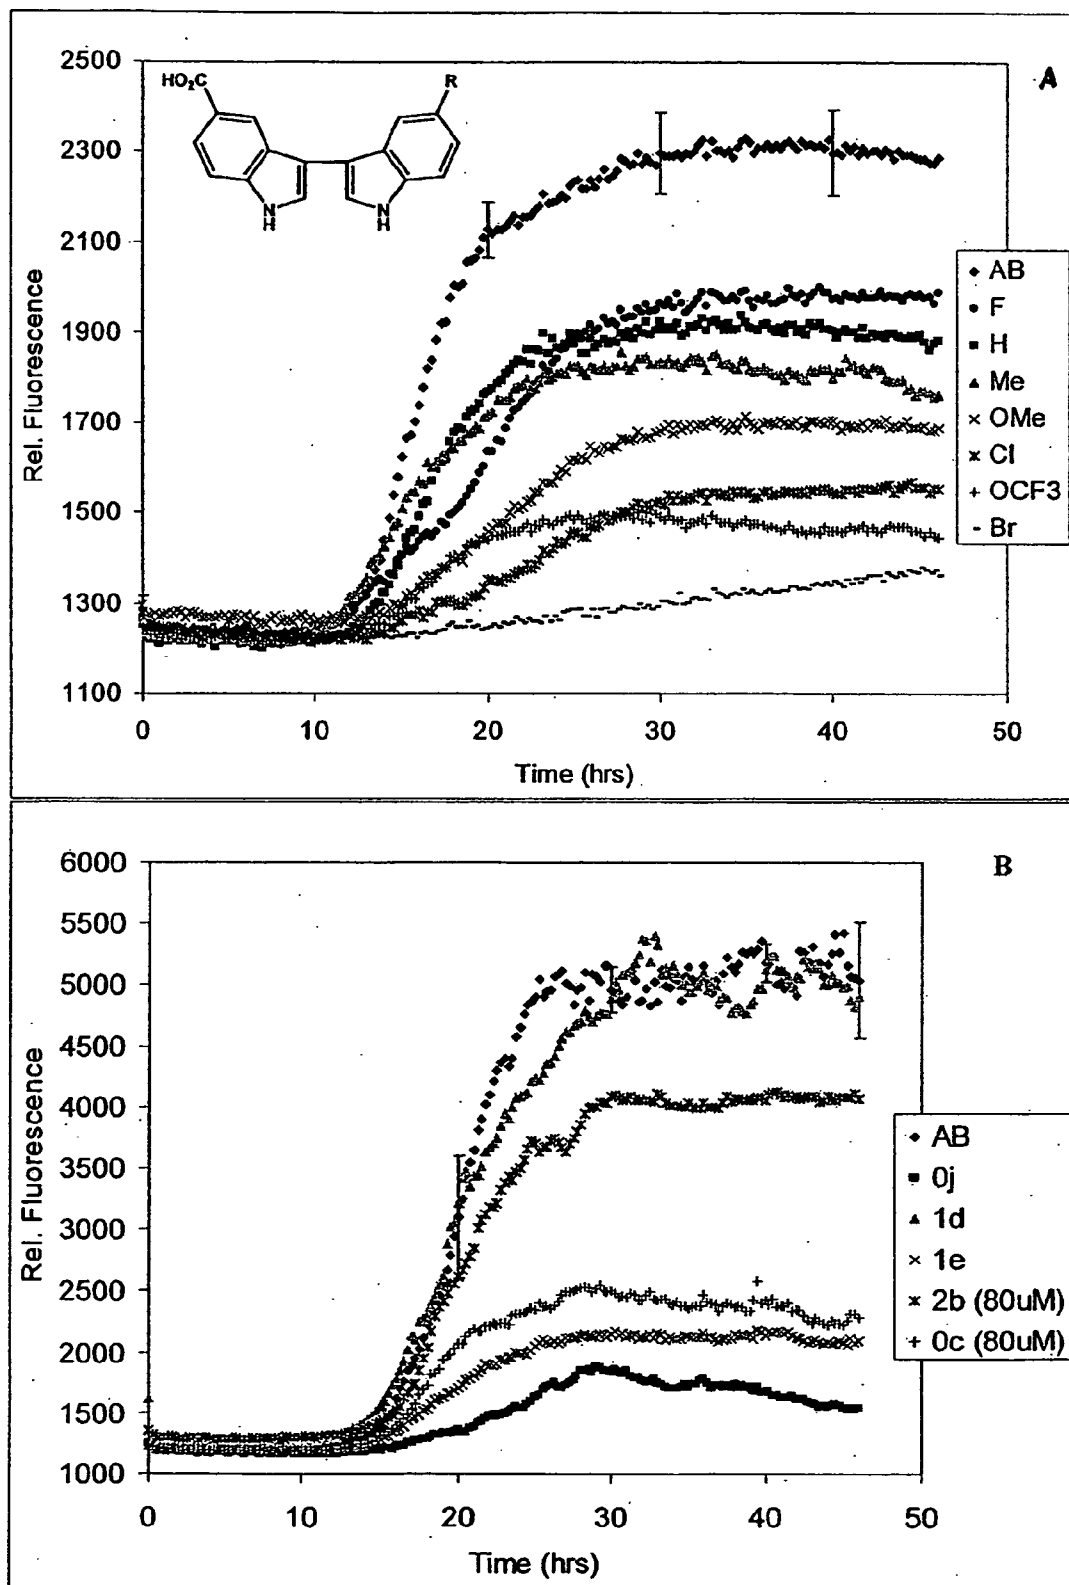 A
HO₂C
R
N
H
N
H
2500
2300
2100
1900
1700
1500
1300
1100
Rel. Fluorescence
0
10
20
30
40
50
Time (hrs)
AB
F
H
Me
OMe
Cl
OCF3
Br
B
6000
5500
5000
4500
4000
3500
3000
2500
2000
1500
1000
Rel. Fluorescence
0
10
20
30
40
50
Time (hrs)
AB
0j
1d
1e
2b (80uM)
0c (80uM)